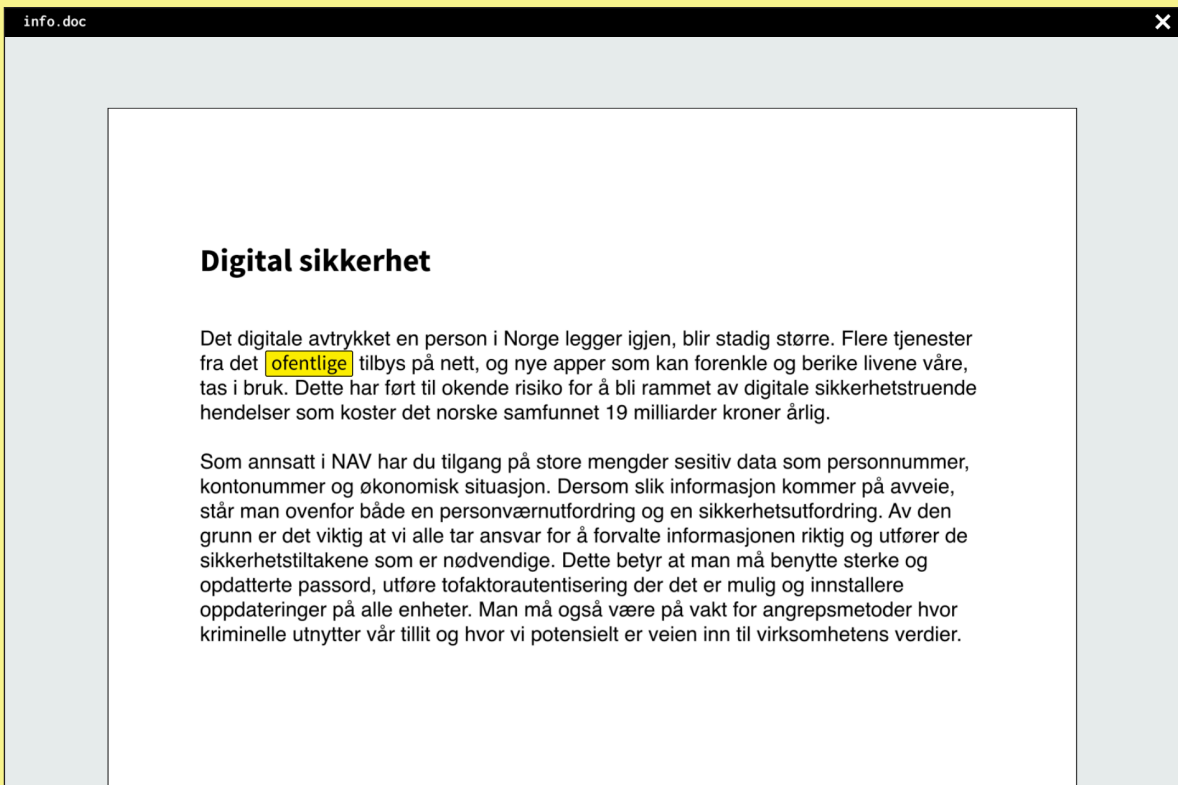 info.doc
Digital sikkerhet
Det digitale avtrykket en person i Norge legger igjen, blir stadig større. Flere tjenester
fra det ofentlige tilbys på nett, og nye apper som kan forenkle og berike livene våre,
tas i bruk. Dette har ført til okende risiko for å bli rammet av digitale sikkerhetstruende
hendelser som koster det norske samfunnet 19 milliarder kroner årlig.
Som annsatt i NAV har du tilgang på store mengder sesitiv data som personnummer,
kontonummer og økonomisk situasjon. Dersom slik informasjon kommer på avveie,
står man ovenfor både en personværnutfordring og en sikkerhetsutfordring. Av den
grunn er det viktig at vi alle tar ansvar for å forvalte informasjonen riktig og utfører de
sikkerhetstiltakene som er nødvendige. Dette betyr at man må benytte sterke og
opdatterte passord, utføre tofaktorautentisering der det er mulig og innstallere
oppdateringer på alle enheter. Man må også være på vakt for angrepsmetoder hvor
kriminelle utnytter vår tillit og hvor vi potensielt er veien inn til virksomhetens verdier.